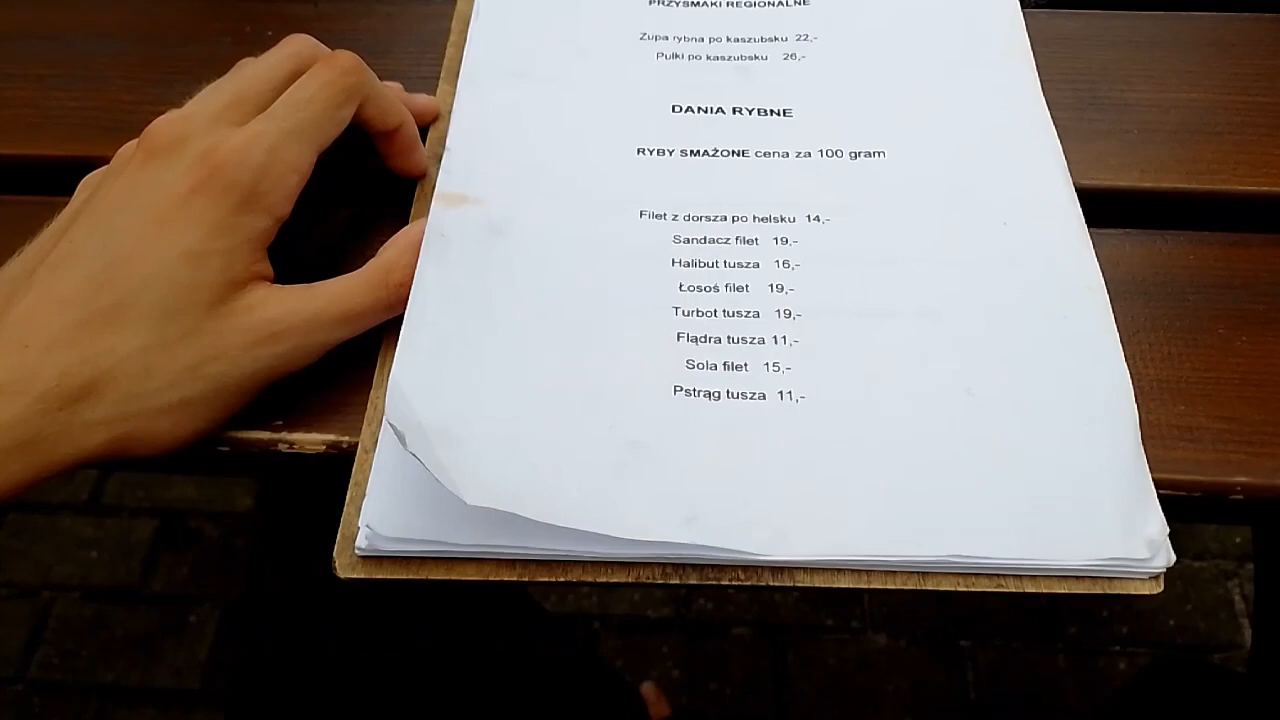 PRZYSMAKI REGIONALNE
Zupa rybna po kaszubsku 22,-
Pulki po kaszubsku 26,-
DANIA RYBNE
RYBY SMAŻONE cena za 100 gram
Filet z dorsza po helsku 14,-
Sandacz filet 19,-
Halibut tusza 16,-
Łosoś filet 19,-
Turbot tusza 19,-
Flądra tusza 11,-
Sola filet 15,-
Pstrąg tusza 11,-